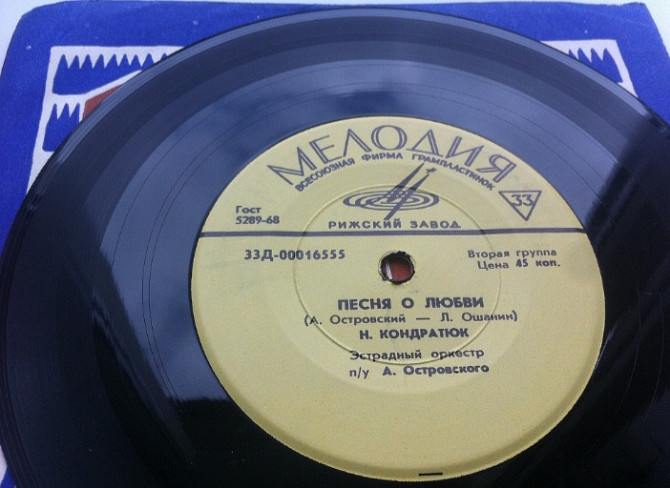 МЕЛОДИЯ
ВСЕСОЮЗНАЯ ФИРМА ГРАМПЛАСТИНОК
33
Гост
5289-68
РИЖСКИЙ ЗАВОД
33Д-00016555
Вторая группа
Цена 45 коп.
ПЕСНЯ О ЛЮБВИ
(А. Островский — Л. Ошанин)
Н. КОНДРАТЮК
Эстрадный оркестр
п/у А. Островского